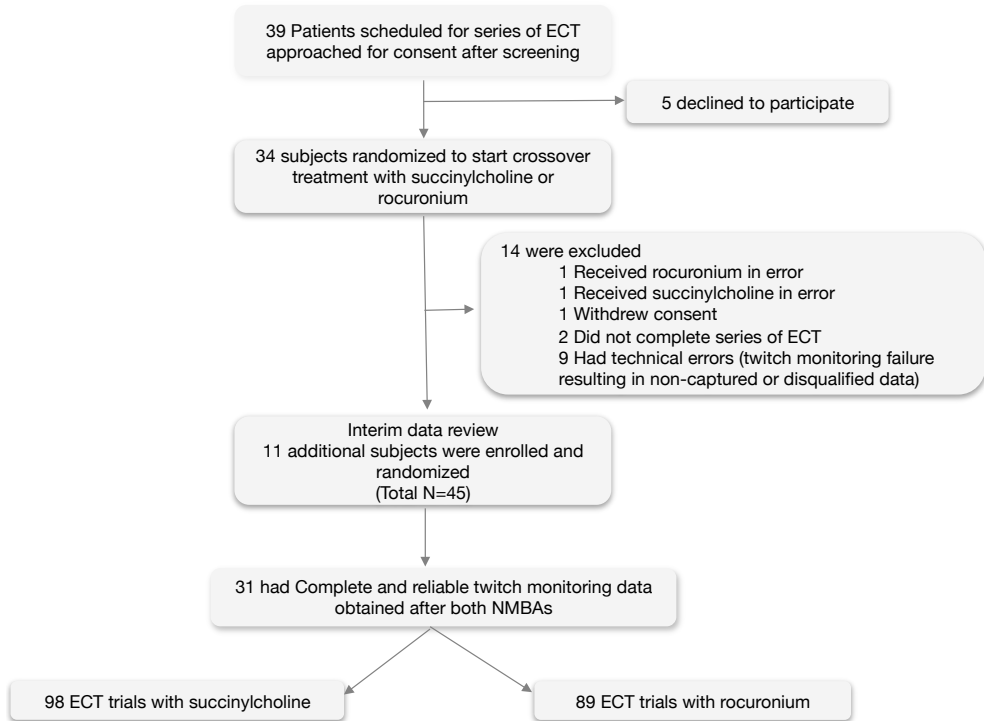 39 Patients scheduled for series of ECT
approached for consent after screening
5 declined to participate
34 subjects randomized to start crossover
treatment with succinylcholine or
rocuronium
14 were excluded
1 Received rocuronium in error
1 Received succinylcholine in error
1 Withdrew consent
2 Did not complete series of ECT
9 Had technical errors (twitch monitoring failure
resulting in non-captured or disqualified data)
Interim data review
11 additional subjects were enrolled and
randomized
(Total N=45)
31 had Complete and reliable twitch monitoring data
obtained after both NMBAs
98 ECT trials with succinylcholine
89 ECT trials with rocuronium